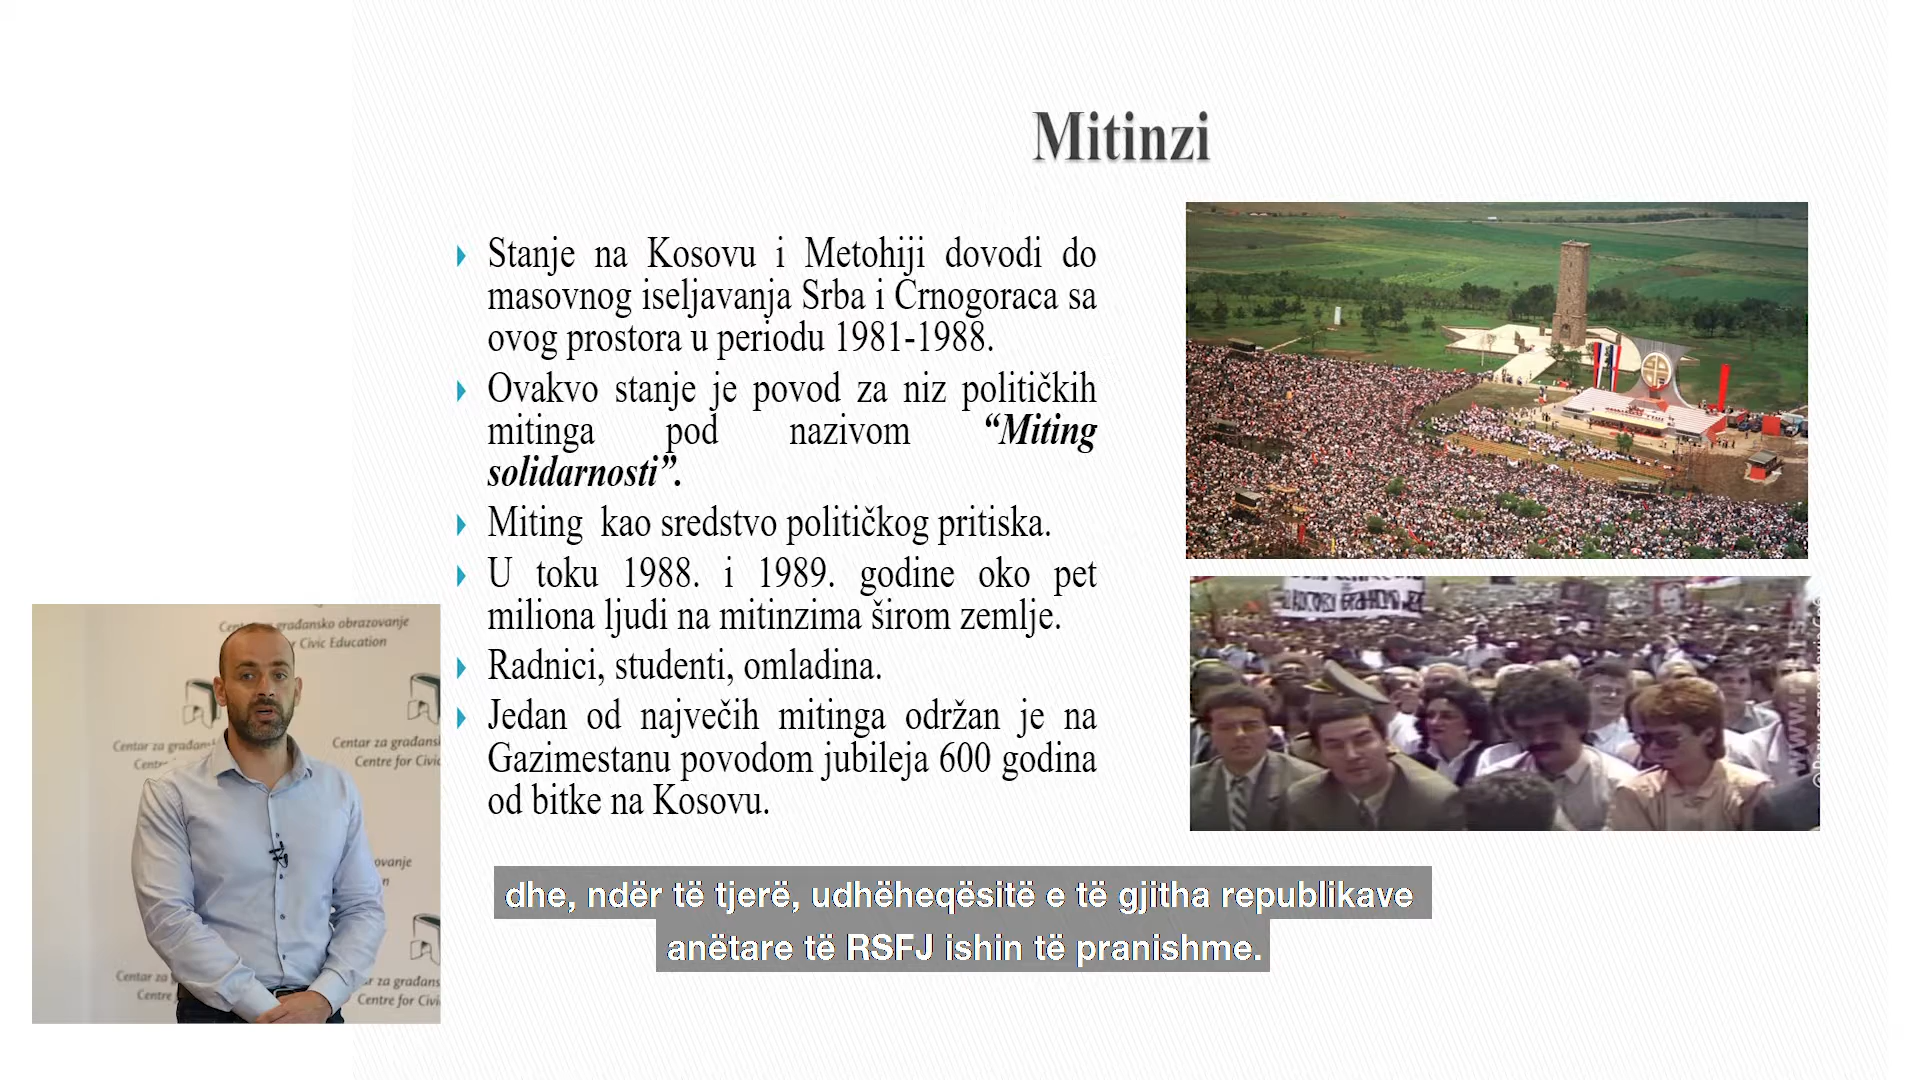 Mitinzi
Stanje na Kosovu i Metohiji dovodi do
masovnog iseljavanja Srba i Crnogoraca sa
ovog prostora u periodu 1981-1988.
Ovakvo stanje je povod za niz političkih
mitinga pod nazivom “Miting
solidarnosti”.
Miting kao sredstvo političkog pritiska.
U toku 1988. i 1989. godine oko pet
miliona ljudi na mitinzima širom zemlje.
Radnici, studenti, omladina.
Jedan od največih mitinga održan je na
Gazimestanu povodom jubileja 600 godina
od bitke na Kosovu.
građansko obrazovanje
Civic Education
Centar za građans
Centre for Civic
Centar za
Centre
Centre for Civi
dhe, ndër të tjerë, udhëheqësitë e të gjitha republikave
anëtare të RSFJ ishin të pranishme.